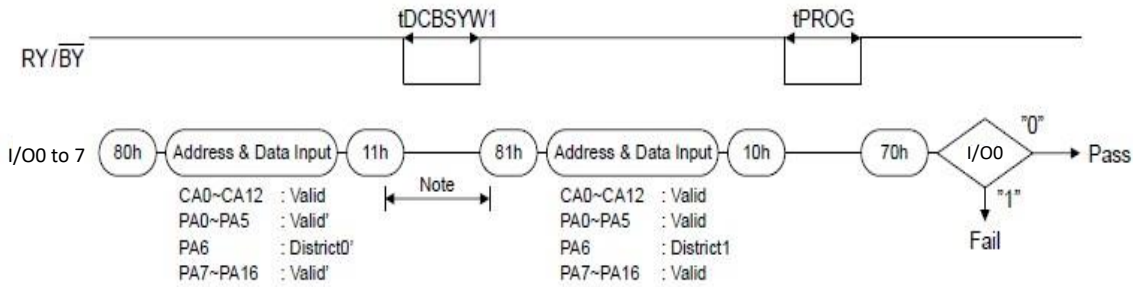 tDCBSYW1 tPROG
RY/BY
I/O0 to 7 80h Address & Data Input 11h 81h Address & Data Input 10h 70h I/O0 "0" Pass
Note
"1"
Fail
CA0~CA12 : Valid
PA0~PA5 : Valid'
PA6 : District0'
PA7~PA16 : Valid'
CA0~CA12 : Valid
PA0~PA5 : Valid
PA6 : District1
PA7~PA16 : Valid